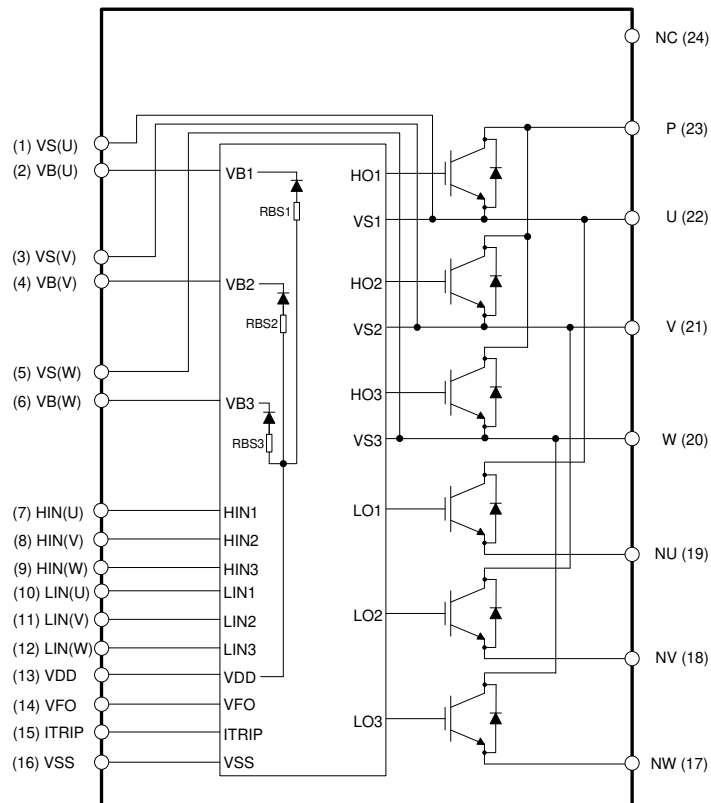 NC (24)
(1) VS(U)
(2) VB(U)
(3) VS(V)
(4) VB(V)
(5) VS(W)
(6) VB(W)
(7) HIN(U)
(8) HIN(V)
(9) HIN(W)
(10) LIN(U)
(11) LIN(V)
(12) LIN(W)
(13) VDD
(14) VFO
(15) ITRIP
(16) VSS
VB1
RBS1
VB2
RBS2
VB3
RBS3
HIN1
HIN2
HIN3
LIN1
LIN2
LIN3
VDD
VFO
ITRIP
VSS
HO1
VS1
HO2
VS2
HO3
VS3
LO1
LO2
LO3
P (23)
U (22)
V (21)
W (20)
NU (19)
NV (18)
NW (17)